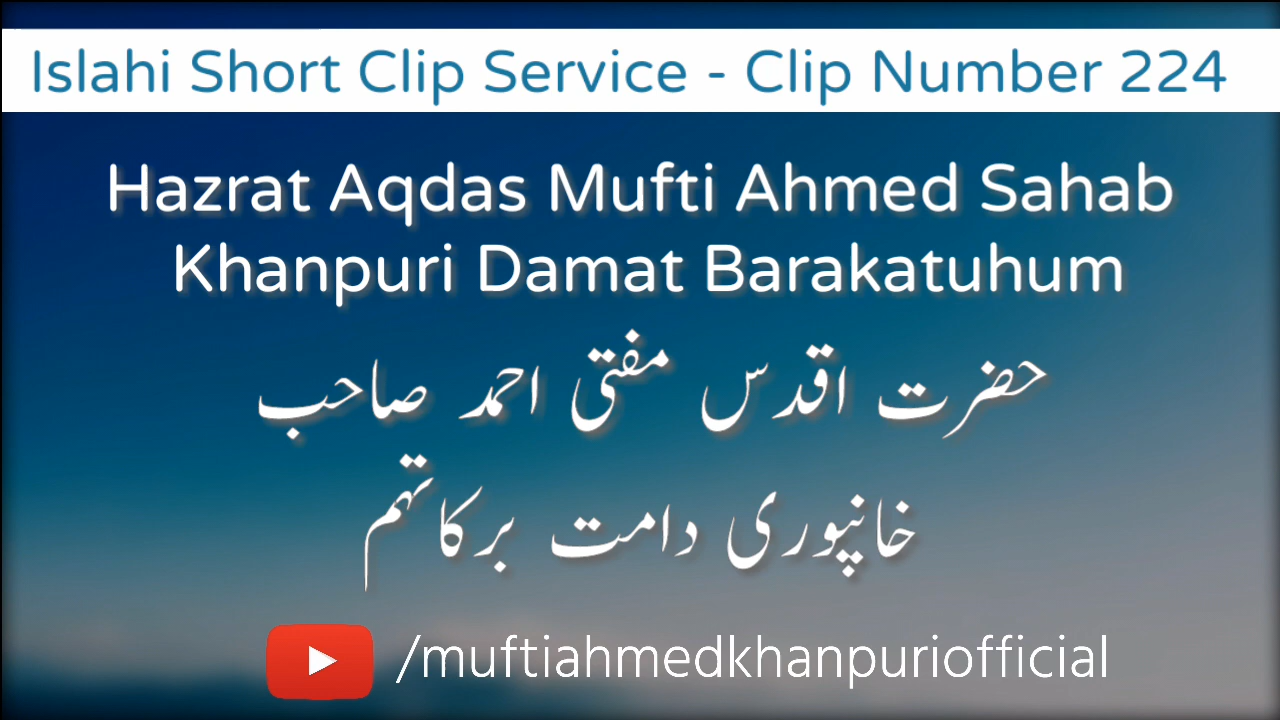 Islahi Short Clip Service - Clip Number 224
Hazrat Aqdas Mufti Ahmed Sahab
Khanpuri Damat Barakatuhum
حضرت اقدس مفتی احمد صاحب
خانپوری دامت برکاتہم
/muftiahmedkhanpuriofficial